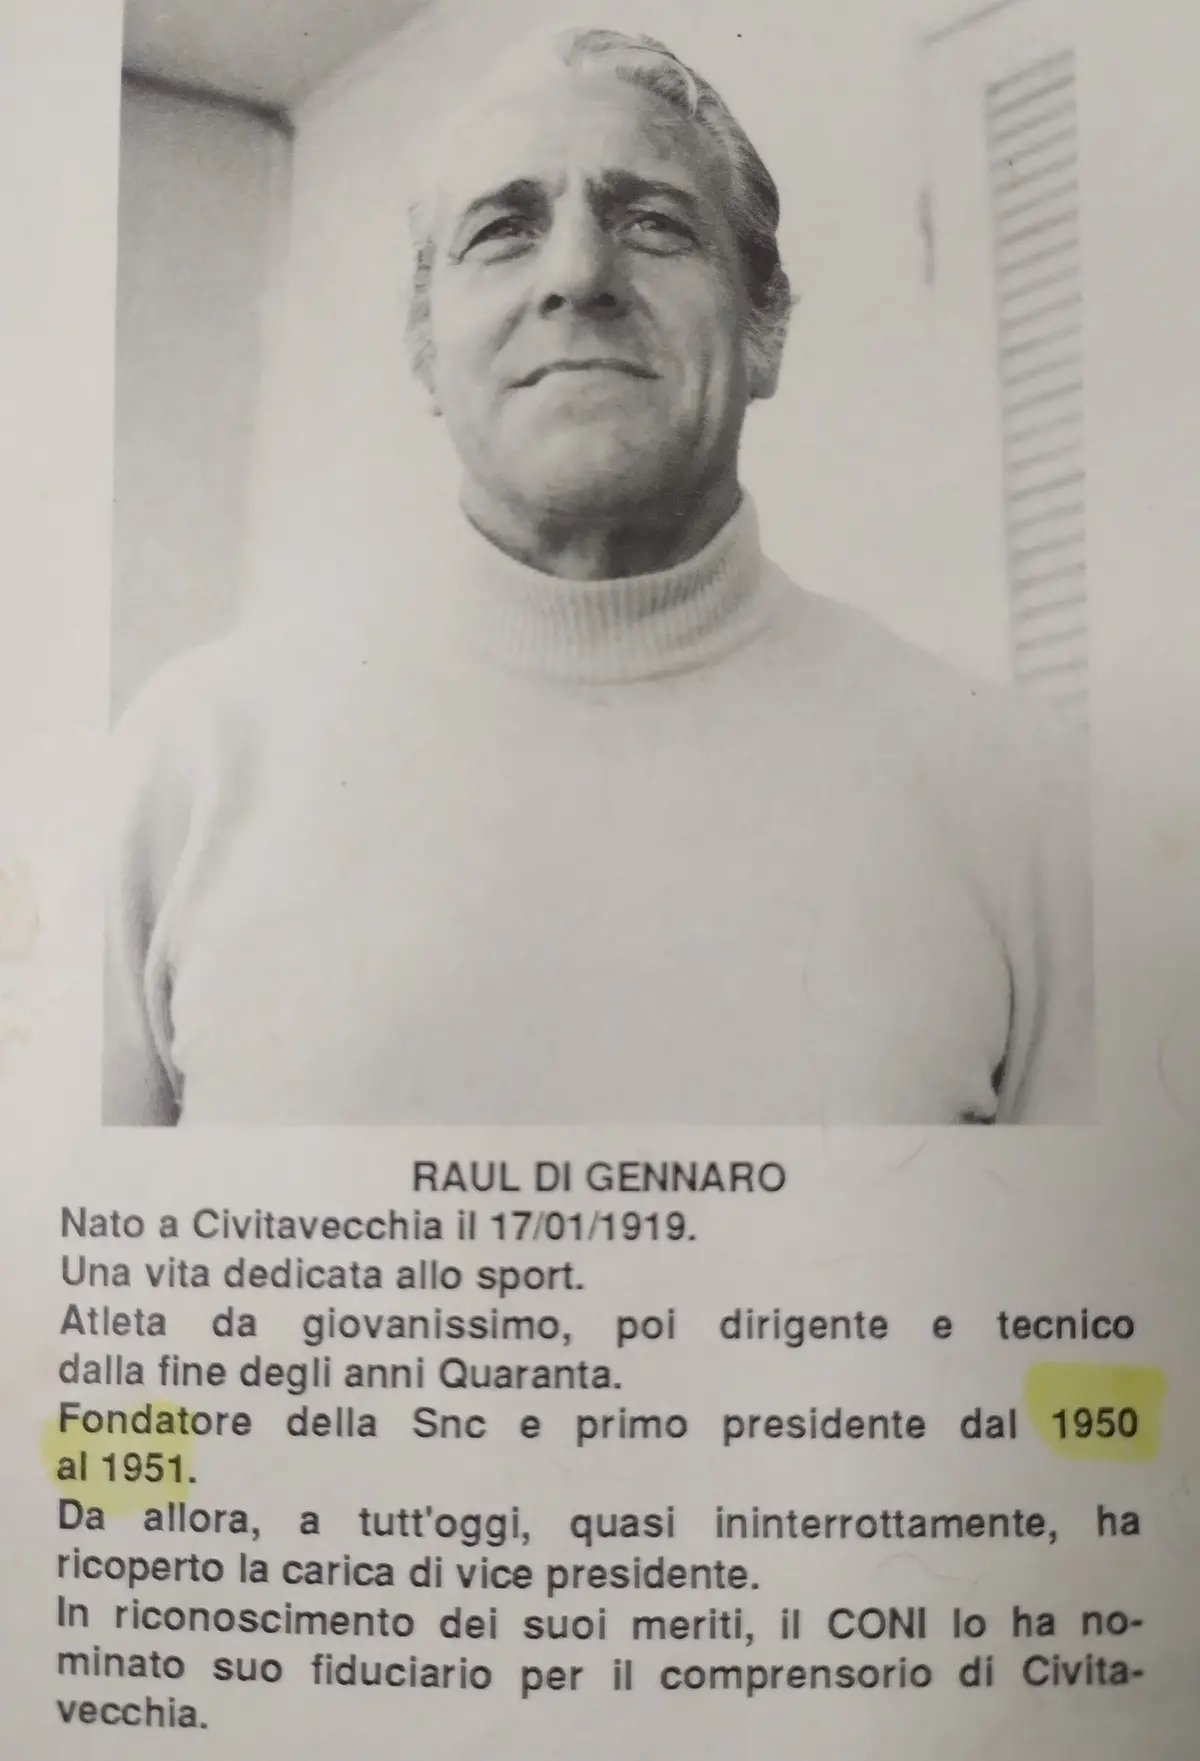 RAUL DI GENNARO
Nato a Civitavecchia il 17/01/1919.
Una vita dedicata allo sport.
Atleta da giovanissimo, poi dirigente e tecnico
dalla fine degli anni Quaranta.
Fondatore della Snc e primo presidente dal 1950
al 1951.
Da allora, a tutt'oggi, quasi ininterrottamente, ha
ricoperto la carica di vice presidente.
In riconoscimento dei suoi meriti, il CONI lo ha no-
minato suo fiduciario per il comprensorio di Civita-
vecchia.